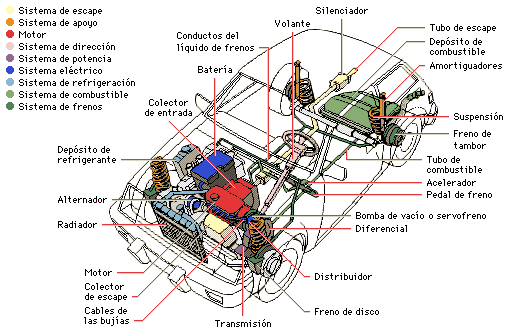 Sistema de escape
Sistema de apoyo
Motor
Sistema de dirección
Sistema de potencia
Sistema eléctrico
Sistema de refrigeración
Sistema de combustible
Sistema de frenos
Silenciador
Volante
Conductos del
líquido de frenos
Batería
Colector
de entrada
Depósito de
refrigerante
Alternador
Radiador
Motor
Colector
de escape
Cables de
las bujías
Transmisión
Tubo de escape
Depósito de
combustible
Amortiguadores
Suspensión
Freno de
tambor
Tubo de
combustible
Acelerador
Pedal de freno
Bomba de vacío o servofreno
Diferencial
Distribuidor
Freno de disco